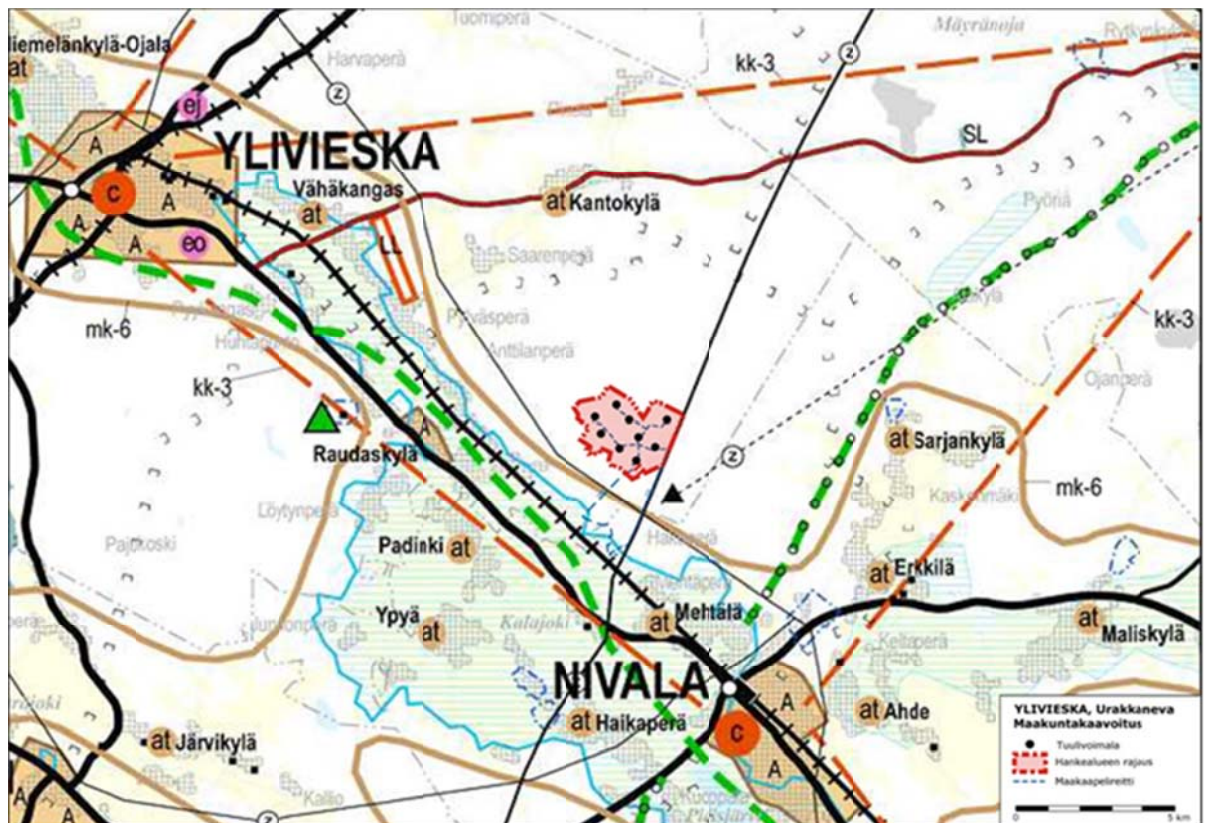 Tuomiperä
Mäyränoja
liemelänkylä-Ojala
at
Harvaperä
kk-3
z
z
ej
A
YLIVIESKA
SL
C
A
Vähäkangas
at
at Kantokylä
A
A
eo
LL
Saarenperä
Pyöriä
mk-6
Pylväsperä
Anttilanperä
kk-3
kk-3
Ojanperä
A
Raudaskylä
z
at Sarjankylä
Kaskenmäki
mk-6
Löytynperä
Pajukoski
Padinki at
at Erkkilä
Ypyä
at
Kalajoki
at Mehtälä
at
Maliskylä
Keltaperä
NIVALA
A
at Haikaperä
C
at Ahde
at Järvikylä
A
Kallio
A
A
z
YLIVIESKA, Urakkaneva
Maakuntakaavoitus
Tuulivoimala
Hankealueen rajaus
Maakaapelireitti
0
5 km